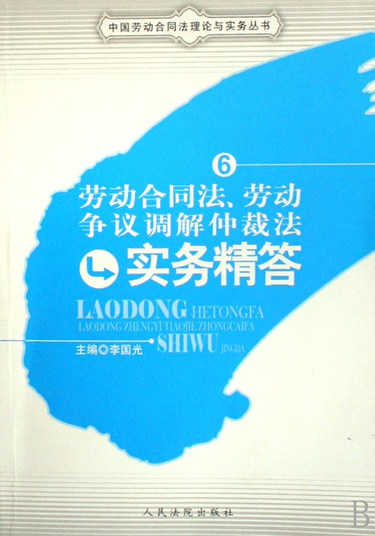 中国劳动合同法理论与实务丛书
6
劳动合同法、劳动
争议调解仲裁法
实务精答
LAODONG HETONGFA
LAODONG ZHENGYUTIAOJIE ZHONGCAIFA
SHIWU JINGDA
主编◎李国光
人民法院出版社
B